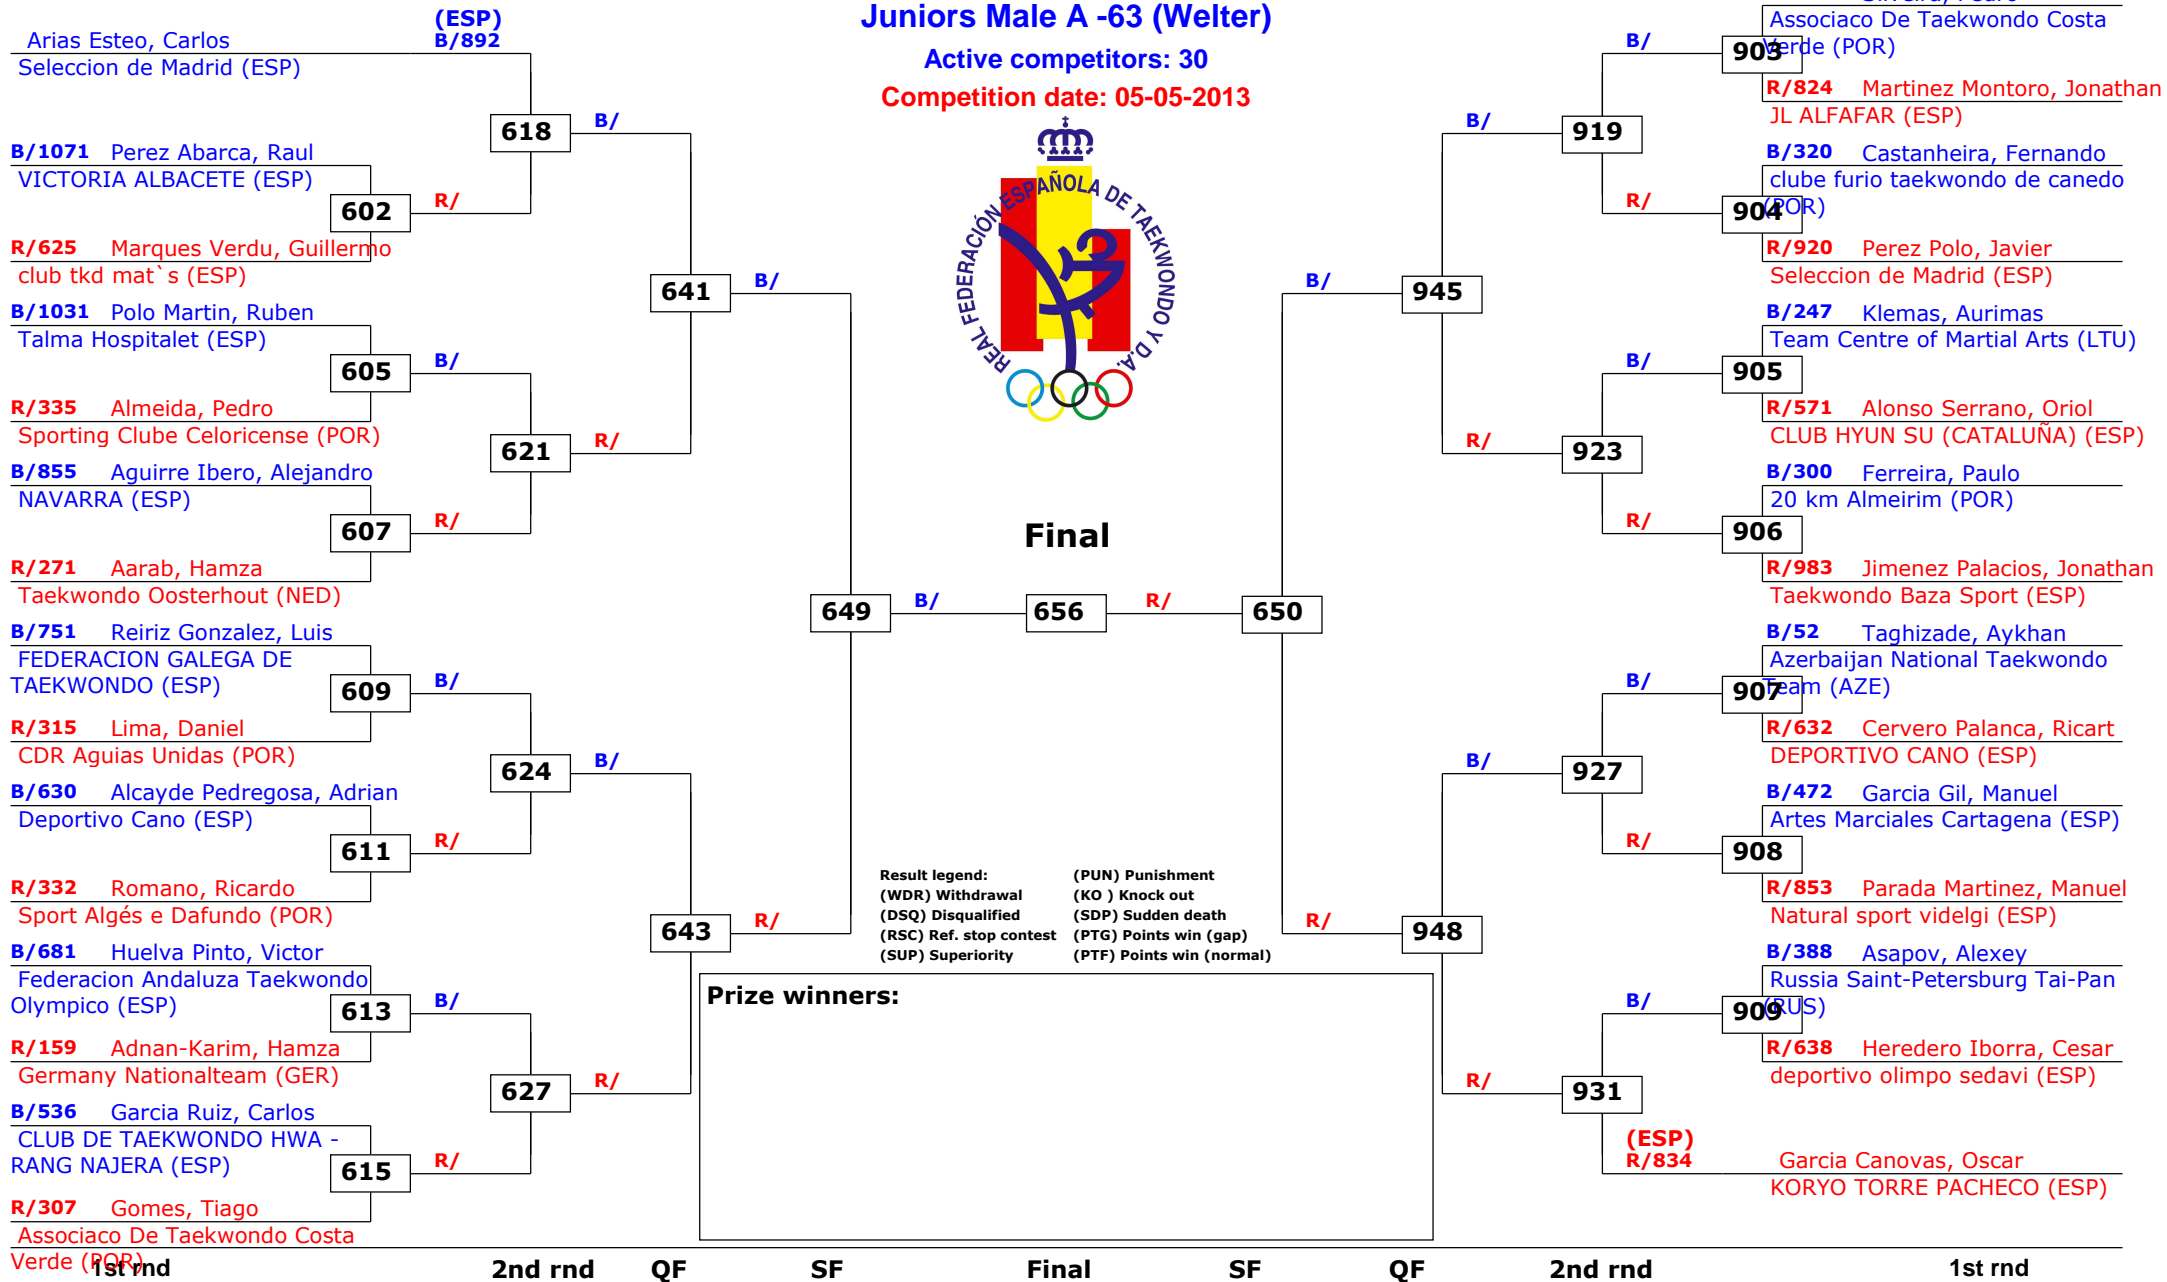 Juniors Male A -63 (Welter)
Active competitors: 30
Competition date: 05-05-2013
REAL FEDERACIÓN ESPAÑOLA DE TAEKWONDO Y D.A.
(ESP)
Arias Esteo, Carlos B/892
Seleccion de Madrid (ESP)
618 B/
B/1071 Perez Abarca, Raul
VICTORIA ALBACETE (ESP)
602 R/
R/625 Marques Verdu, Guillermo
club tkd mat`s (ESP)
641 B/
B/1031 Polo Martin, Ruben
Talma Hospitalet (ESP)
605 B/
R/335 Almeida, Pedro
Sporting Clube Celoricense (POR)
621 R/
B/855 Aguirre Ibero, Alejandro
NAVARRA (ESP)
607 R/
R/271 Aarab, Hamza
Taekwondo Oosterhout (NED)
649 B/
B/751 Reiriz Gonzalez, Luis
FEDERACION GALEGA DE
TAEKWONDO (ESP)
609 B/
R/315 Lima, Daniel
CDR Aguias Unidas (POR)
624 B/
B/630 Alcayde Pedregosa, Adrian
Deportivo Cano (ESP)
611 R/
R/332 Romano, Ricardo
Sport Algés e Dafundo (POR)
643 R/
B/681 Huelva Pinto, Victor
Federacion Andaluza Taekwondo
Olympico (ESP)
613 B/
R/159 Adnan-Karim, Hamza
Germany Nationalteam (GER)
627 R/
B/536 Garcia Ruiz, Carlos
CLUB DE TAEKWONDO HWA -
RANG NAJERA (ESP)
615 R/
R/307 Gomes, Tiago
Associaco De Taekwondo Costa
Verde (POR)
Final
656
Associaco De Taekwondo Costa
Verde (POR)
B/ 903
R/824 Martinez Montoro, Jonathan
JL ALFAFAR (ESP)
B/ 919
B/320 Castanheira, Fernando
clube furio taekwondo de canedo
(POR)
R/ 904
R/920 Perez Polo, Javier
Seleccion de Madrid (ESP)
B/ 945
B/247 Klemas, Aurimas
Team Centre of Martial Arts (LTU)
B/ 905
R/571 Alonso Serrano, Oriol
CLUB HYUN SU (CATALUÑA) (ESP)
R/ 923
B/300 Ferreira, Paulo
20 km Almeirim (POR)
R/ 906
R/983 Jimenez Palacios, Jonathan
Taekwondo Baza Sport (ESP)
R/ 650
B/52 Taghizade, Aykhan
Azerbaijan National Taekwondo
Team (AZE)
B/ 907
R/632 Cervero Palanca, Ricart
DEPORTIVO CANO (ESP)
B/ 927
B/472 Garcia Gil, Manuel
Artes Marciales Cartagena (ESP)
R/ 908
R/853 Parada Martinez, Manuel
Natural sport videlgi (ESP)
R/ 948
B/388 Asapov, Alexey
Russia Saint-Petersburg Tai-Pan
(RUS)
B/ 909
R/638 Heredero Iborra, Cesar
deportivo olimpo sedavi (ESP)
R/ 931
(ESP)
R/834 Garcia Canovas, Oscar
KORYO TORRE PACHECO (ESP)
Result legend: (PUN) Punishment
(WDR) Withdrawal (KO ) Knock out
(DSQ) Disqualified (SDP) Sudden death
(RSC) Ref. stop contest (PTG) Points win (gap)
(SUP) Superiority (PTF) Points win (normal)
Prize winners:
1st rnd 2nd rnd QF SF Final SF QF 2nd rnd 1st rnd